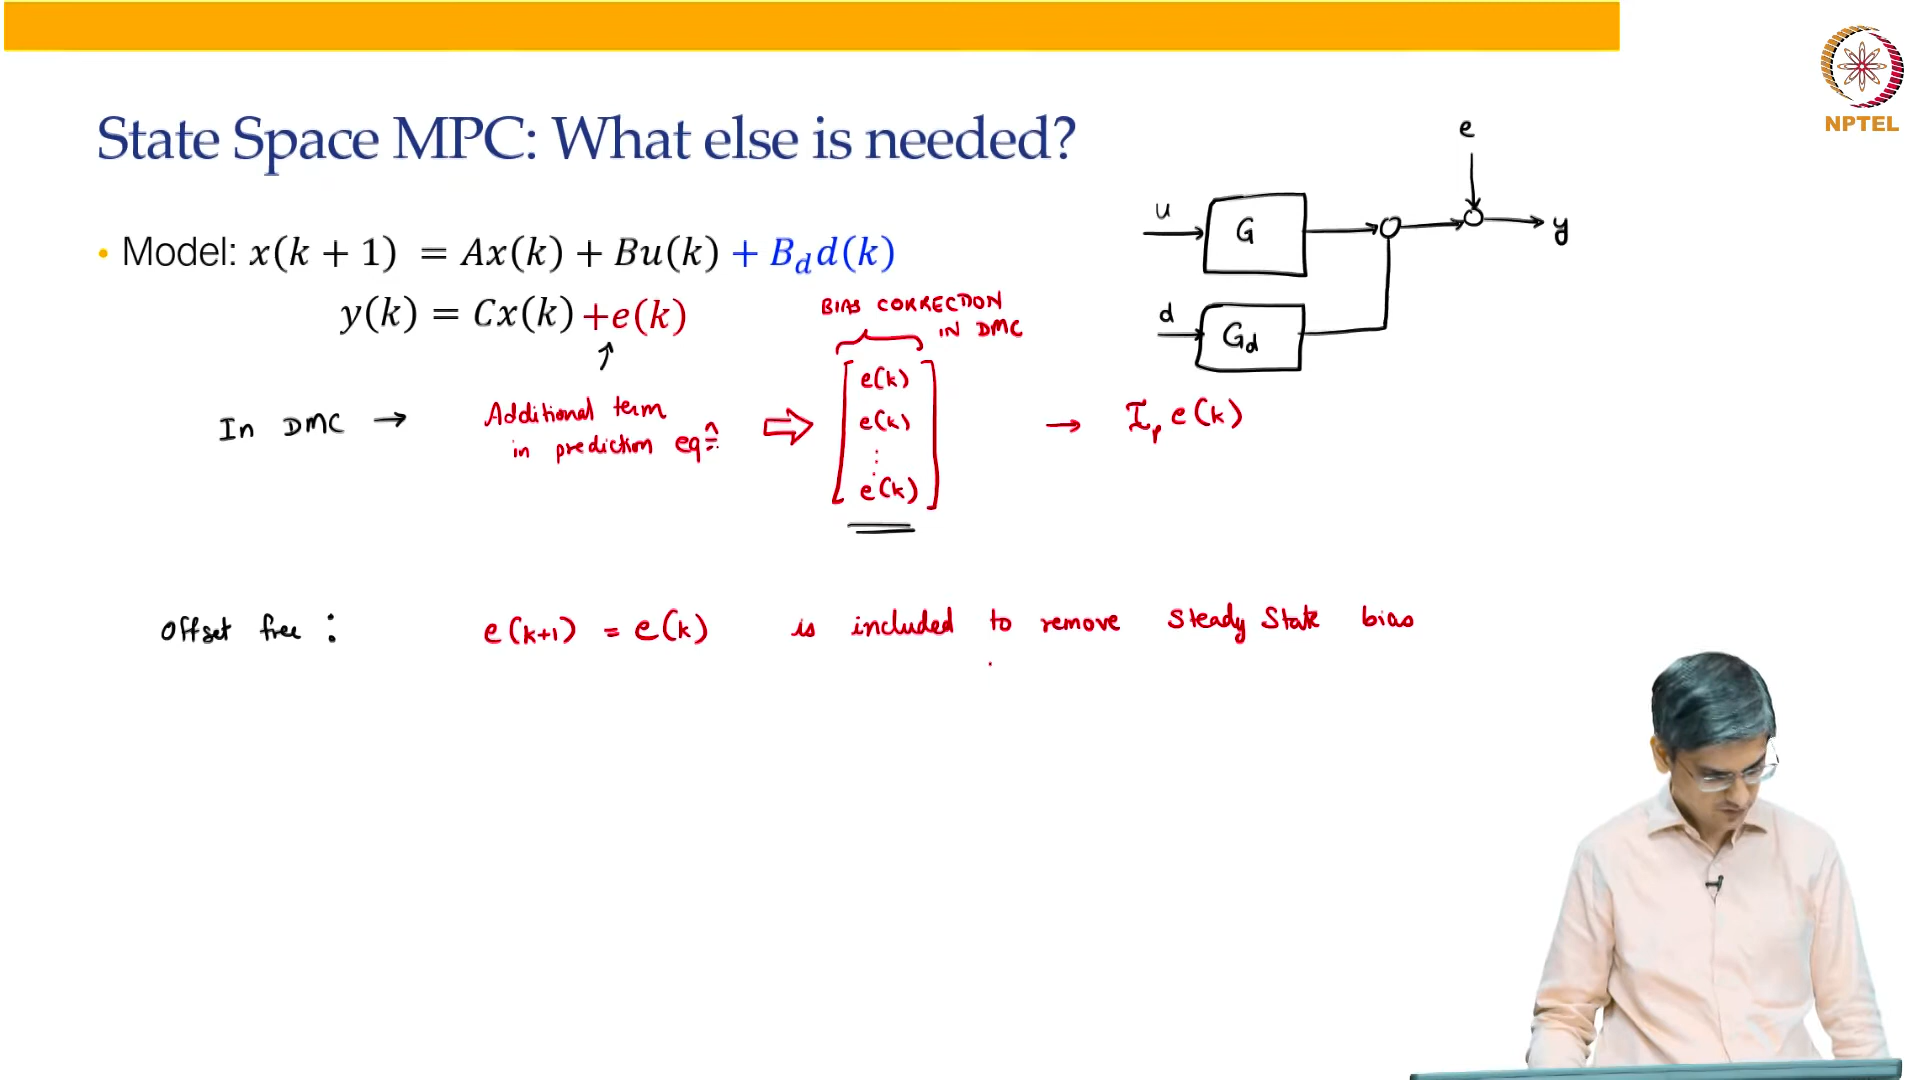 NPTEL
State Space MPC: What else is needed?
• Model: x(k + 1) = Ax(k) + Bu(k) + B_d d(k)
y(k) = Cx(k) +e(k)
e
u
G
y
d
G_d
BIAS CORRECTION
IN DMC
In DMC →
Additional term
in prediction eqn
e(k)
e(k)
⋮
e(k)
→ I_p e(k)
Offset free : e(k+1) = e(k) is included to remove Steady State bias